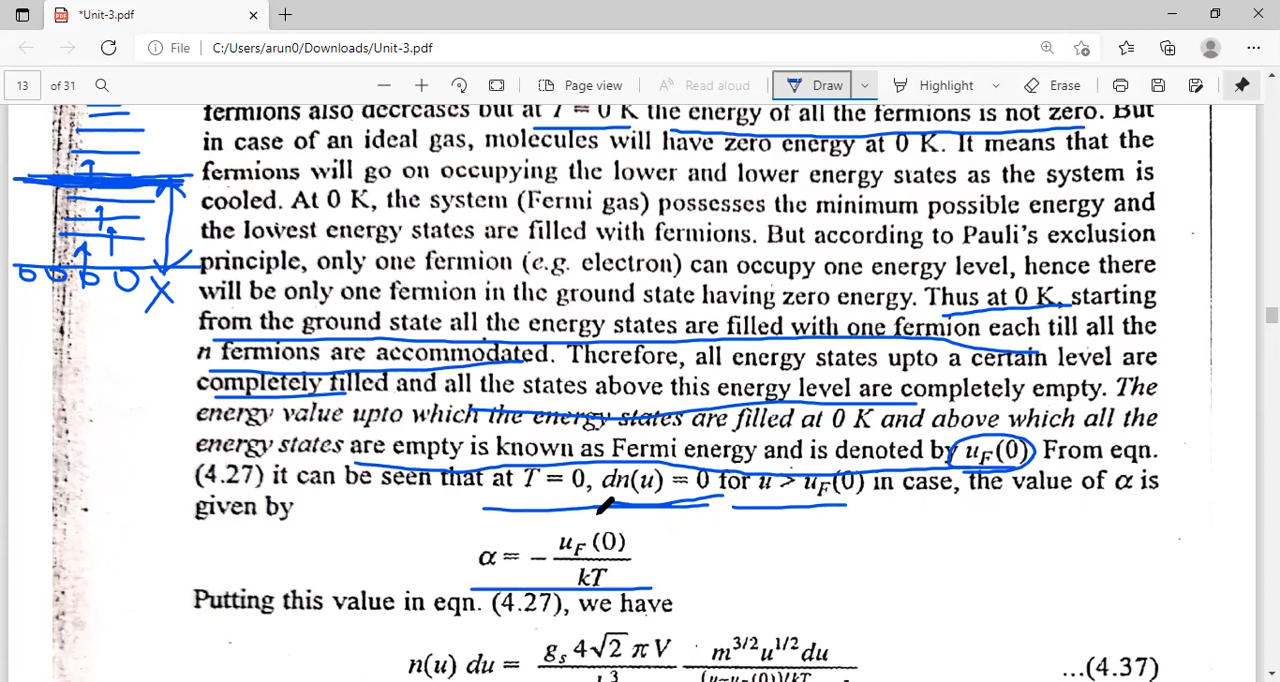 *Unit-3.pdf
File C:/Users/arun0/Downloads/Unit-3.pdf
13 of 31 Page view Read aloud Draw Highlight Erase
fermions also decreases but at T = 0 K the energy of all the fermions is not zero. But
in case of an ideal gas, molecules will have zero energy at 0 K. It means that the
fermions will go on occupying the lower and lower energy states as the system is
cooled. At 0 K, the system (Fermi gas) possesses the minimum possible energy and
the lowest energy states are filled with fermions. But according to Pauli's exclusion
principle, only one fermion (e.g. electron) can occupy one energy level, hence there
will be only one fermion in the ground state having zero energy. Thus at 0 K, starting
from the ground state all the energy states are filled with one fermion each till all the
n fermions are accommodated. Therefore, all energy states upto a certain level are
completely filled and all the states above this energy level are completely empty. The
energy value upto which the energy states are filled at 0 K and above which all the
energy states are empty is known as Fermi energy and is denoted by u_F(0) From eqn.
(4.27) it can be seen that at T = 0, dn(u) = 0 for u > u_F(0) in case, the value of α is
given by
α = - u_F(0) / kT
Putting this value in eqn. (4.27), we have
n(u) du = g_s 4√2 π V m^{3/2} u^{1/2} du ...(4.37)